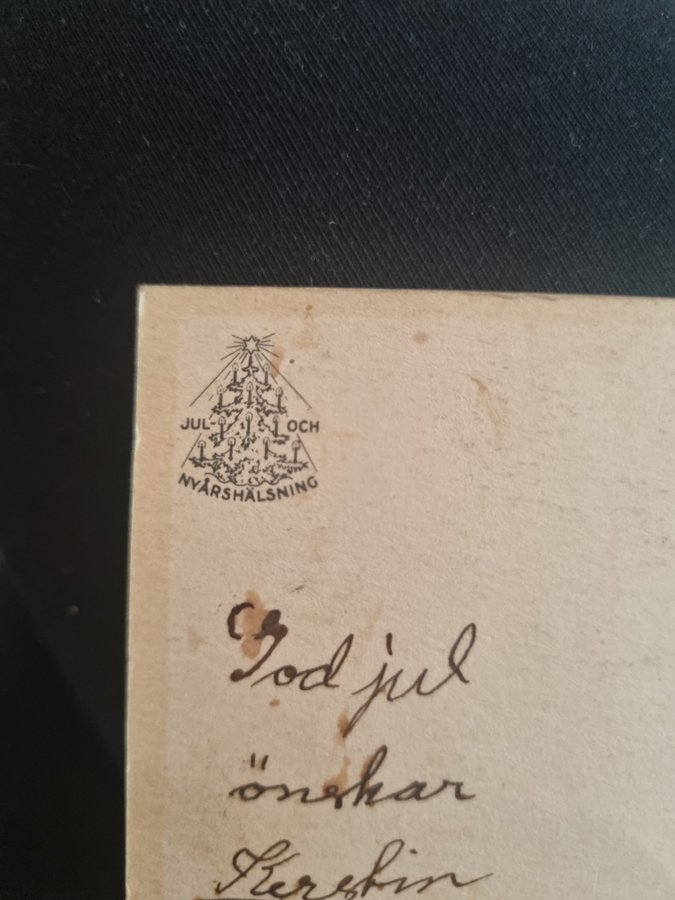 JUL- OCH
NYÅRSHÄLSNING
God jul
önskar
Kerstin